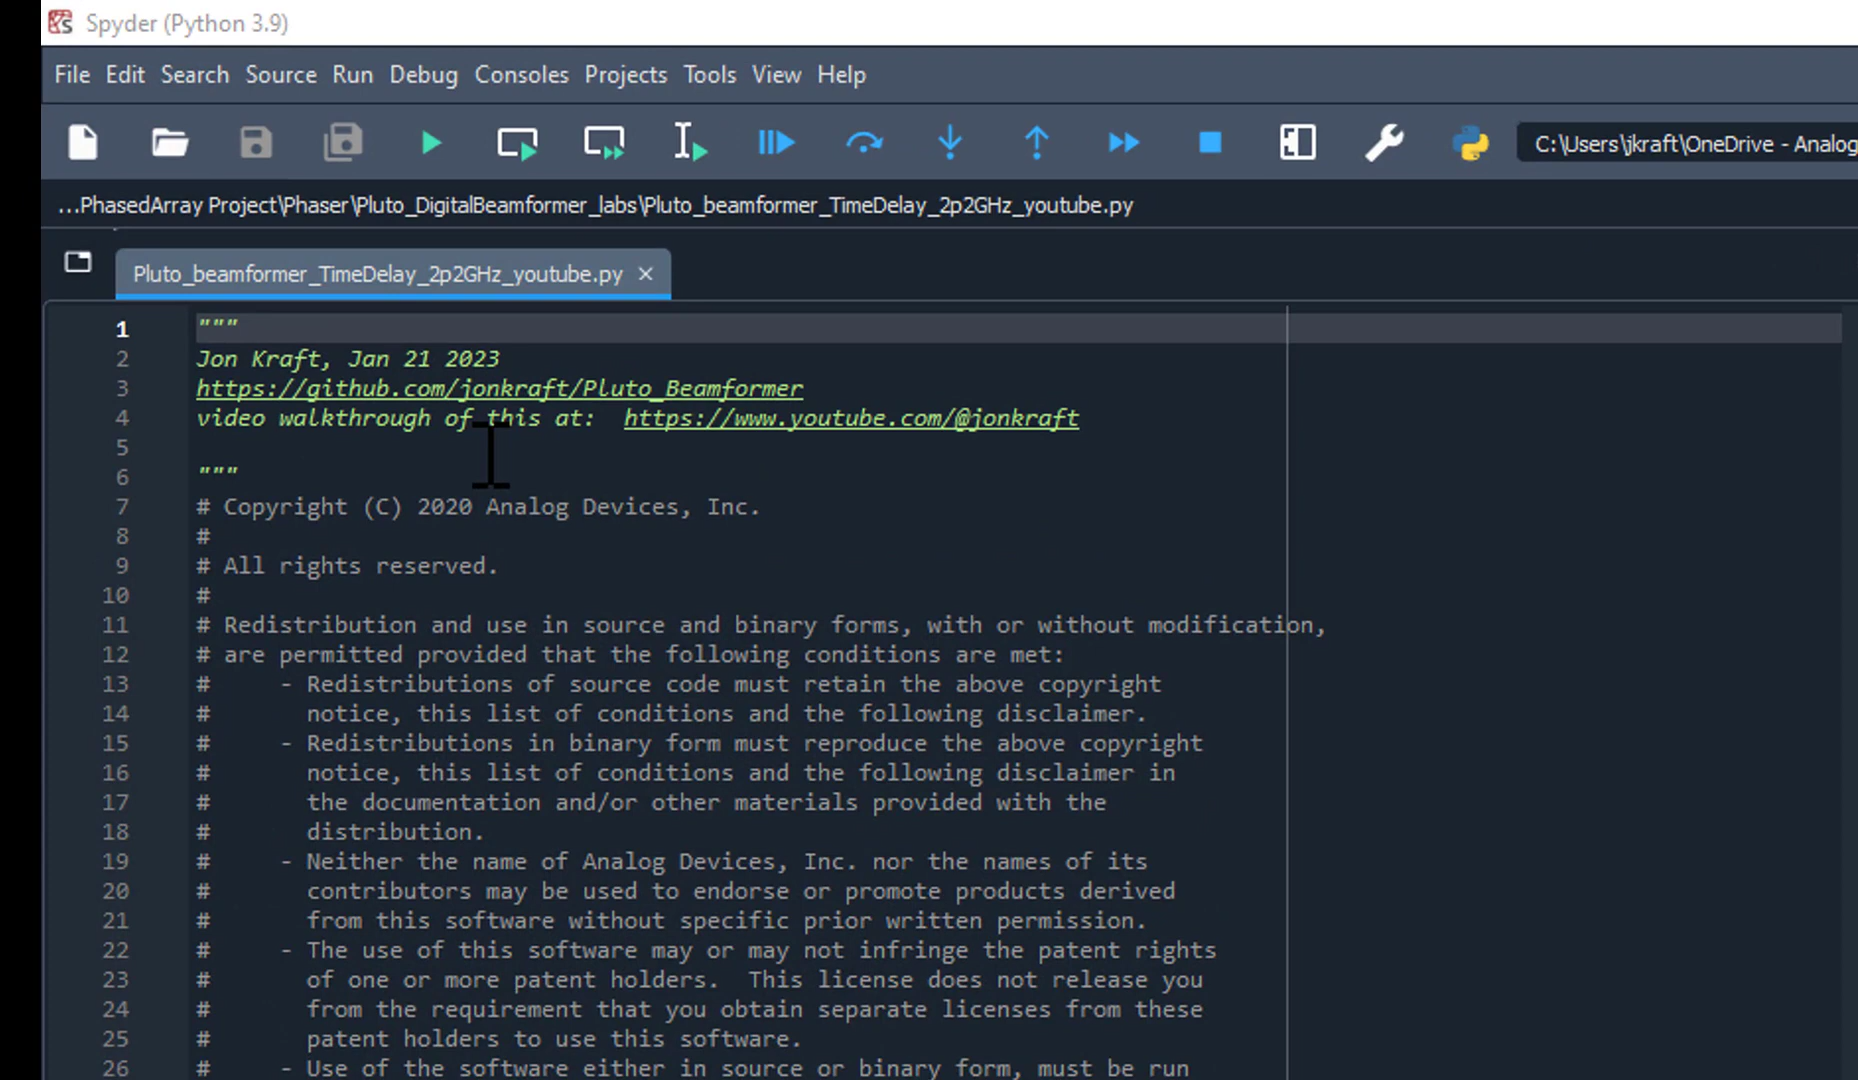 Spyder (Python 3.9)
File Edit Search Source Run Debug Consoles Projects Tools View Help
C:\Users\jkraft\OneDrive - Analog
...PhasedArray Project\Phaser\Pluto_DigitalBeamformer_labs\Pluto_beamformer_TimeDelay_2p2GHz_youtube.py
Pluto_beamformer_TimeDelay_2p2GHz_youtube.py
1 """
2 Jon Kraft, Jan 21 2023
3 https://github.com/jonkraft/Pluto_Beamformer
4 video walkthrough of this at:  https://www.youtube.com/@jonkraft
5
6 """
7 # Copyright (C) 2020 Analog Devices, Inc.
8 #
9 # All rights reserved.
10 #
11 # Redistribution and use in source and binary forms, with or without modification,
12 # are permitted provided that the following conditions are met:
13 #     - Redistributions of source code must retain the above copyright
14 #       notice, this list of conditions and the following disclaimer.
15 #     - Redistributions in binary form must reproduce the above copyright
16 #       notice, this list of conditions and the following disclaimer in
17 #       the documentation and/or other materials provided with the
18 #       distribution.
19 #     - Neither the name of Analog Devices, Inc. nor the names of its
20 #       contributors may be used to endorse or promote products derived
21 #       from this software without specific prior written permission.
22 #     - The use of this software may or may not infringe the patent rights
23 #       of one or more patent holders.  This license does not release you
24 #       from the requirement that you obtain separate licenses from these
25 #       patent holders to use this software.
26 #     - Use of the software either in source or binary form, must be run